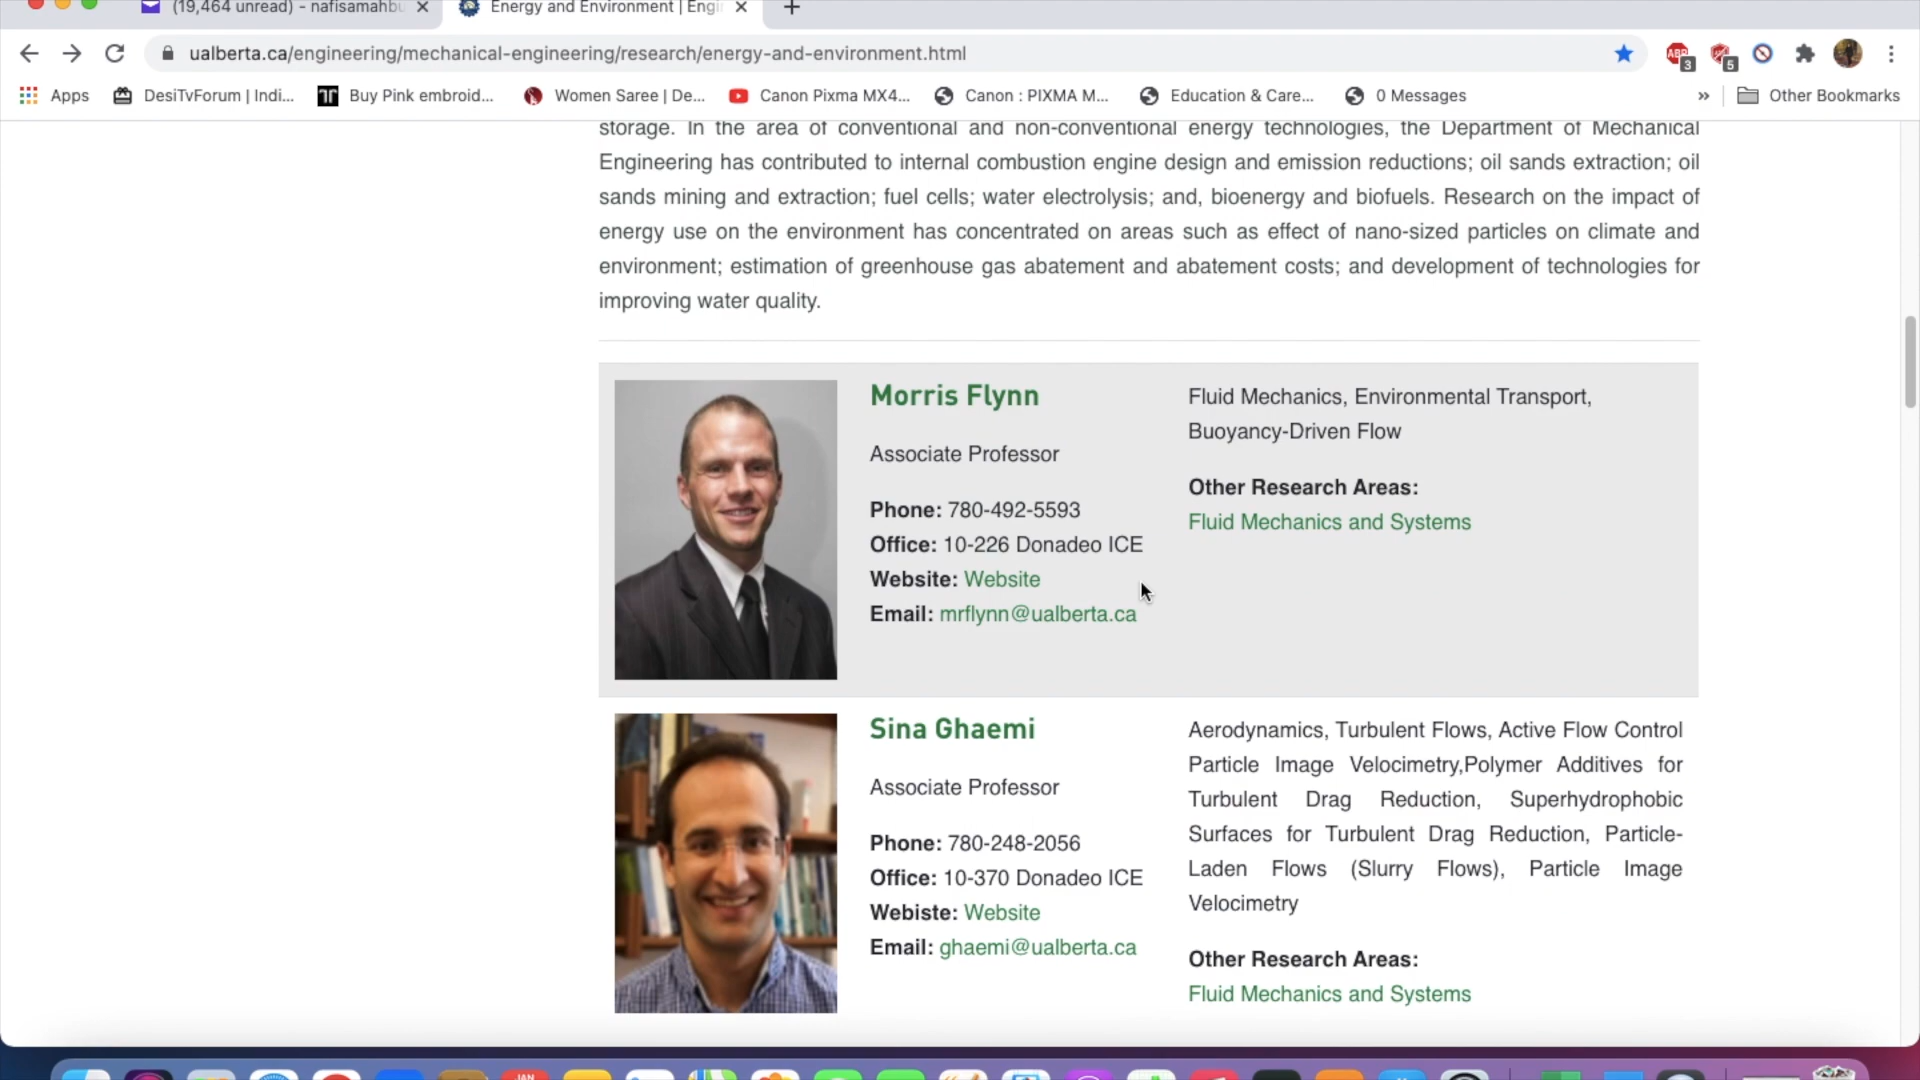 (19,464 unread) - nafisamahbu
Energy and Environment | Engi
ualberta.ca/engineering/mechanical-engineering/research/energy-and-environment.html
ABP
3
5
Apps
DesiTvForum | Indi...
Buy Pink embroid...
Women Saree | De...
Canon Pixma MX4...
Canon : PIXMA M...
Education & Care...
0 Messages
»
Other Bookmarks
storage. In the area of conventional and non-conventional energy technologies, the Department of Mechanical
Engineering has contributed to internal combustion engine design and emission reductions; oil sands extraction; oil
sands mining and extraction; fuel cells; water electrolysis; and, bioenergy and biofuels. Research on the impact of
energy use on the environment has concentrated on areas such as effect of nano-sized particles on climate and
environment; estimation of greenhouse gas abatement and abatement costs; and development of technologies for
improving water quality.
Morris Flynn
Associate Professor
Phone: 780-492-5593
Office: 10-226 Donadeo ICE
Website: Website
Email: mrflynn@ualberta.ca
Fluid Mechanics, Environmental Transport,
Buoyancy-Driven Flow
Other Research Areas:
Fluid Mechanics and Systems
Sina Ghaemi
Associate Professor
Phone: 780-248-2056
Office: 10-370 Donadeo ICE
Webiste: Website
Email: ghaemi@ualberta.ca
Aerodynamics, Turbulent Flows, Active Flow Control
Particle Image Velocimetry,Polymer Additives for
Turbulent Drag Reduction, Superhydrophobic
Surfaces for Turbulent Drag Reduction, Particle-
Laden Flows (Slurry Flows), Particle Image
Velocimetry
Other Research Areas:
Fluid Mechanics and Systems
JAN